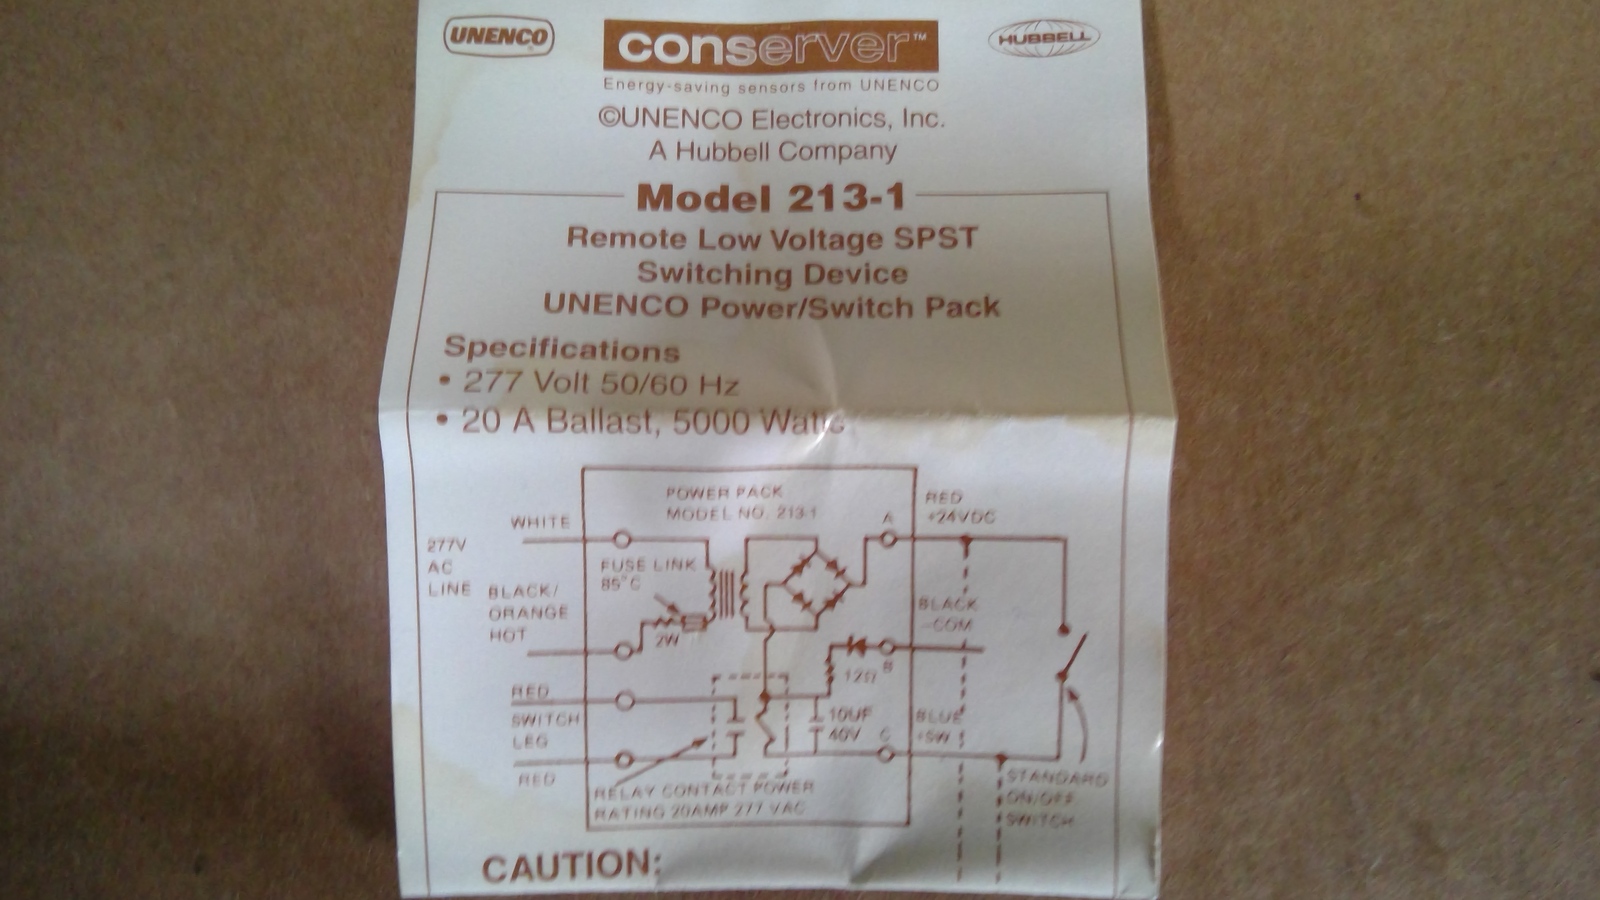 UNENCO
conserver™
HUBBELL
Energy-saving sensors from UNENCO
©UNENCO Electronics, Inc.
A Hubbell Company
Model 213-1
Remote Low Voltage SPST
Switching Device
UNENCO Power/Switch Pack
Specifications
• 277 Volt 50/60 Hz
• 20 A Ballast, 5000 Watts
POWER PACK
MODEL NO. 213-1
RED
+24VDC
A
WHITE
277V
AC
LINE
FUSE LINK
85°C
BLACK/
ORANGE
HOT
2W
BLACK
-COM
12Ω
B
RED
SWITCH
LEG
RED
10UF
40V
BLUE
+SW
C
RELAY CONTACT POWER
RATING 20AMP 277 VAC
STANDARD
ON/OFF
SWITCH
CAUTION: